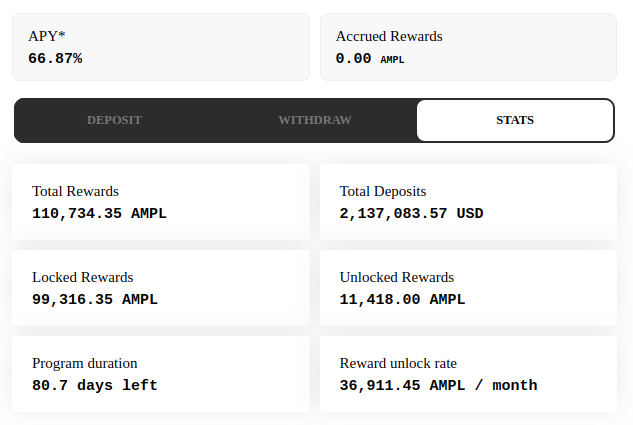 APY*
66.87%
Accrued Rewards
0.00 AMPL
DEPOSIT
WITHDRAW
STATS
Total Rewards
110,734.35 AMPL
Total Deposits
2,137,083.57 USD
Locked Rewards
99,316.35 AMPL
Unlocked Rewards
11,418.00 AMPL
Program duration
80.7 days left
Reward unlock rate
36,911.45 AMPL / month